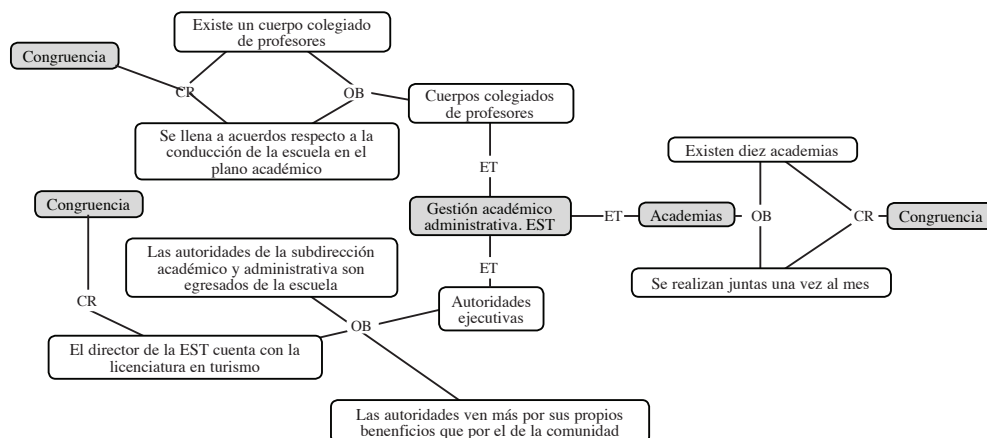 Existe un cuerpo colegiado
de profesores
Congruencia
CR
OB
Cuerpos colegiados
de profesores
Se llena a acuerdos respecto a la
conducción de la escuela en el
plano académico
Existen diez academias
ET
Congruencia
Gestión académico
administrativa. EST
ET
Academias
OB
CR
Congruencia
Las autoridades de la subdirección
académico y administrativa son
egresados de la escuela
ET
Se realizan juntas una vez al mes
CR
Autoridades
ejecutivas
OB
El director de la EST cuenta con la
licenciatura en turismo
Las autoridades ven más por sus propios
benenficios que por el de la comunidad